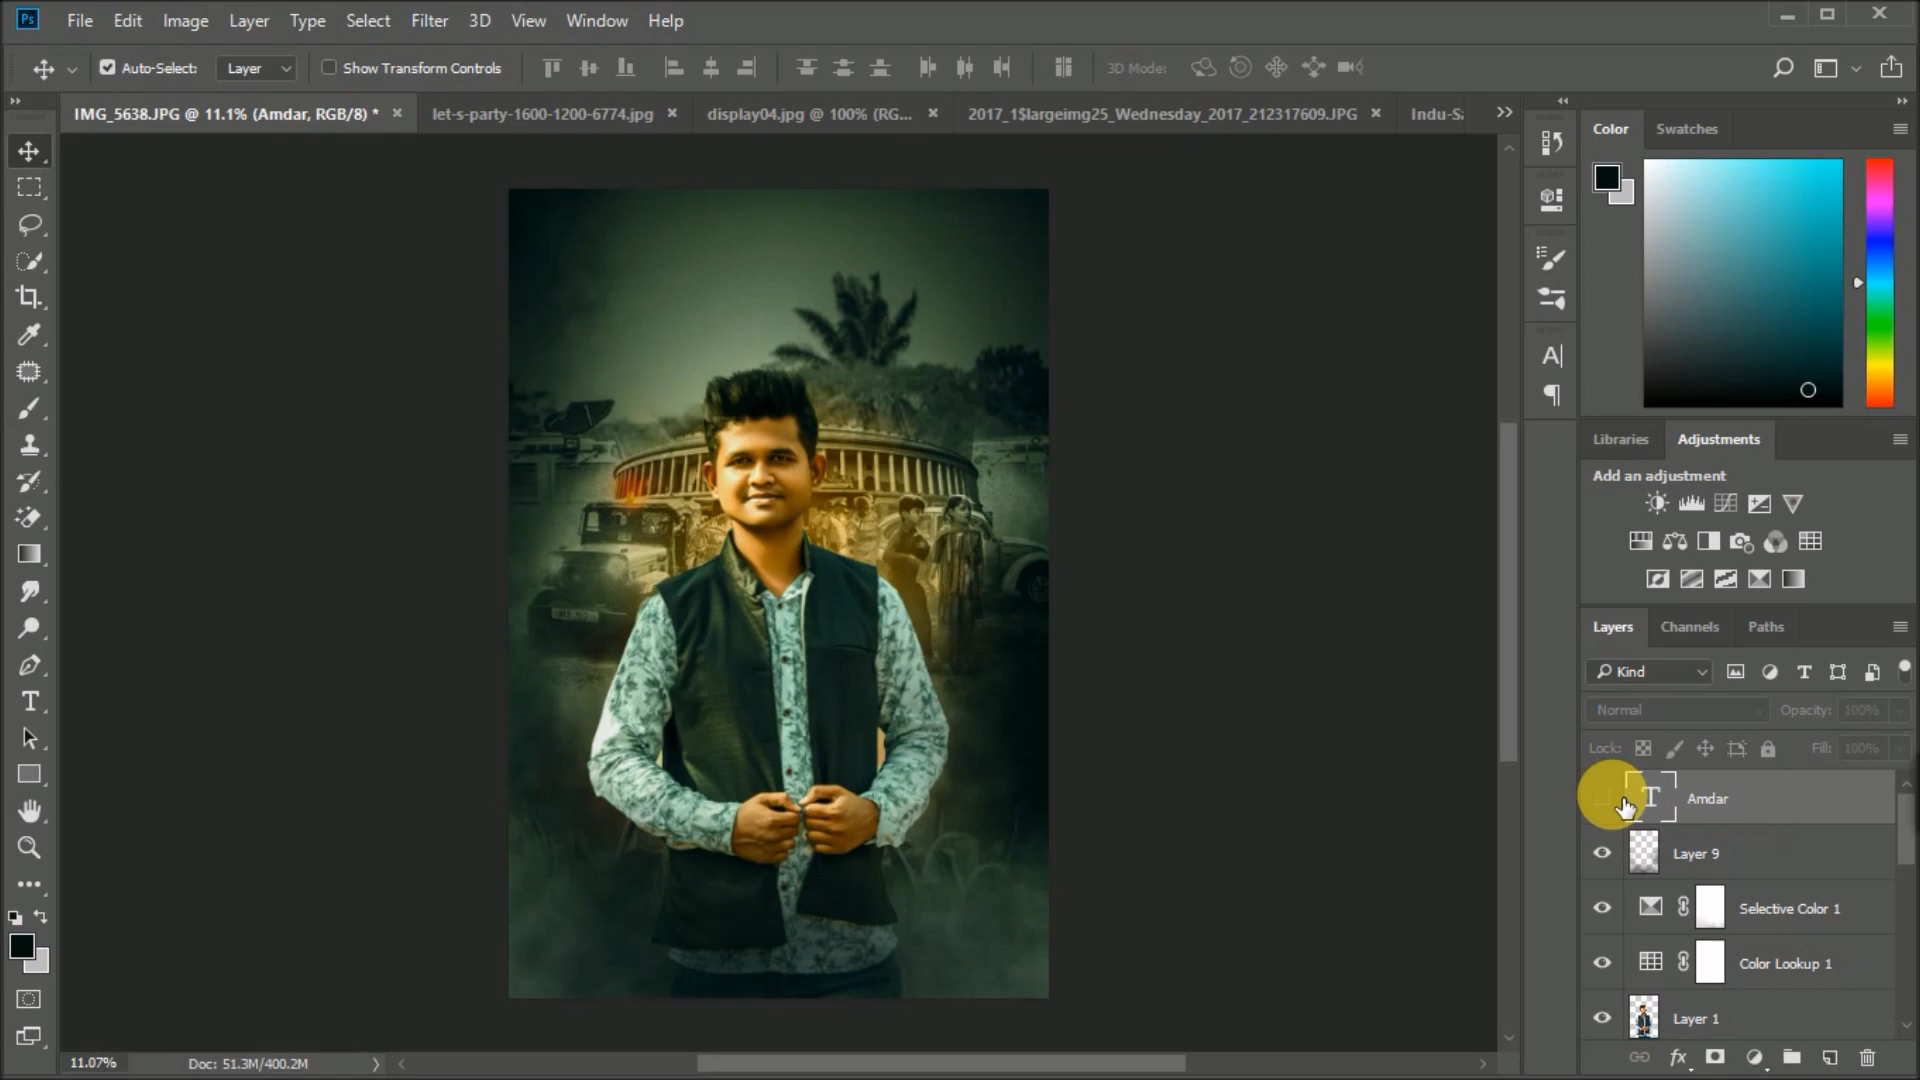 Ps File Edit Image Layer Type Select Filter 3D View Window Help
Auto-Select: Layer Show Transform Controls 3D Mode:
IMG_5638.JPG @ 11.1% (Amdar, RGB/8) * × let-s-party-1600-1200-6774.jpg × display04.jpg @ 100% (RG... × 2017_1$largeimg25_Wednesday_2017_212317609.JPG × Indu-Sa
Color Swatches
Libraries Adjustments
Add an adjustment
Layers Channels Paths
Kind
Normal Opacity: 100%
Lock: Fill: 100%
Amdar
Layer 9
Selective Color 1
Color Lookup 1
Layer 1
11.07% Doc: 51.3M/400.2M